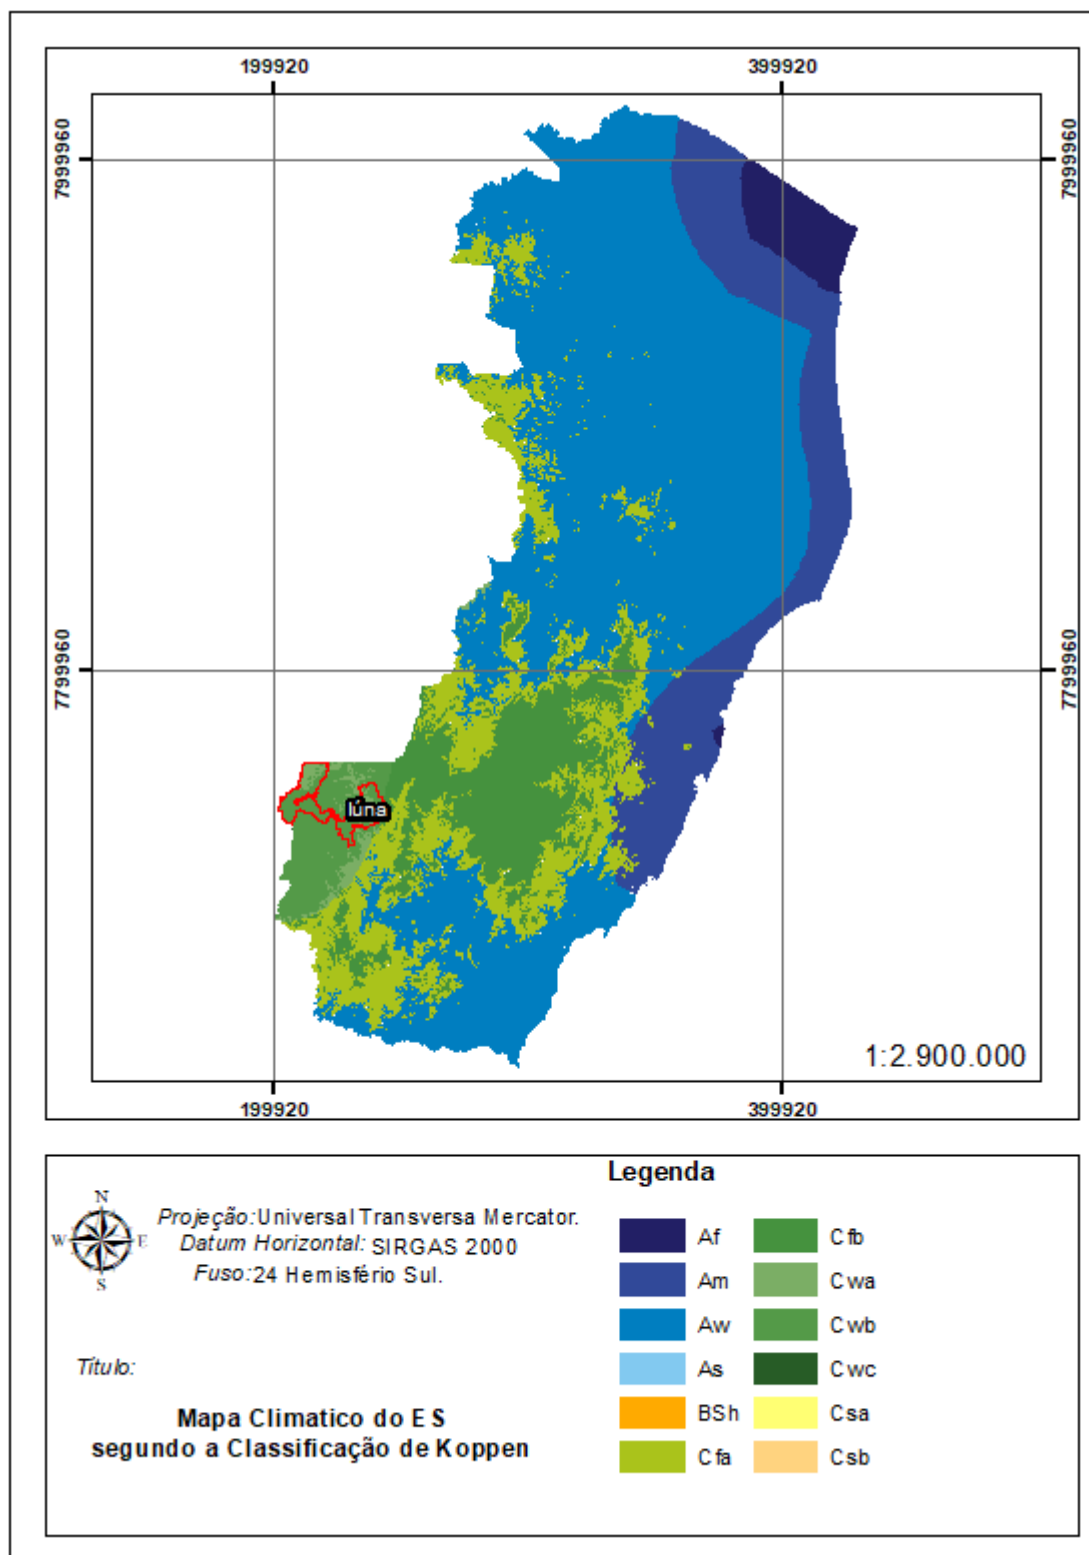 199920 399920
7999960 7999960
7799960 7799960
Iúna
1:2.900.000
199920 399920
Legenda
N
W E
S
Projeção:Universal Transversa Mercator.
Datum Horizontal: SIRGAS 2000
Fuso:24 Hemisfério Sul.
Título:
Mapa Climatico do ES
segundo a Classificação de Koppen
Af Cfb
Am Cwa
Aw Cwb
As Cwc
BSh Csa
Cfa Csb